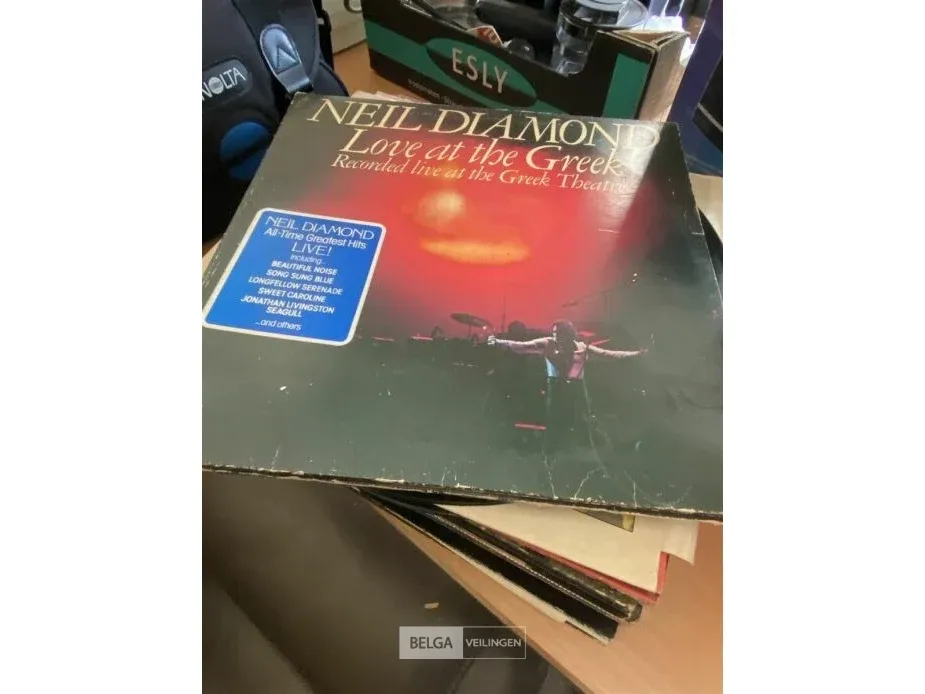 NOLTA
ESLY
NEIL DIAMOND
Love at the Greek
Recorded live at the Greek Theatre
NEIL DIAMOND
All-Time Greatest Hits
LIVE!
Including...
BEAUTIFUL NOISE
SONG SUNG BLUE
LONGFELLOW SERENADE
SWEET CAROLINE
JONATHAN LIVINGSTON
SEAGULL
...and others
BELGA VEILINGEN